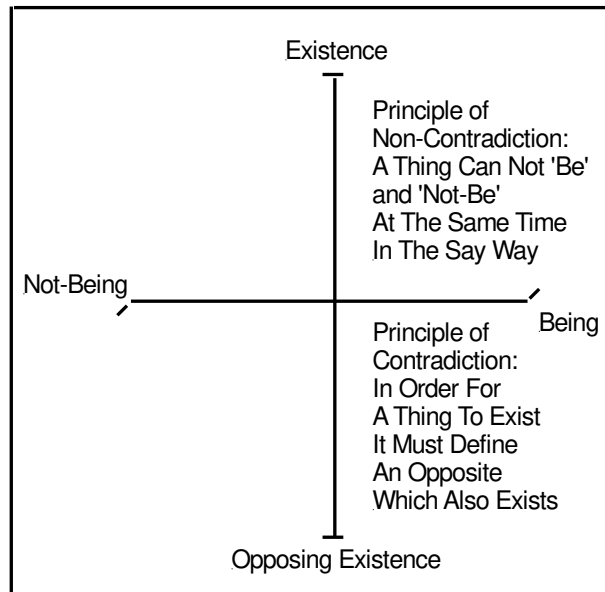 Existence
Principle of
Non-Contradiction:
A Thing Can Not 'Be'
and 'Not-Be'
At The Same Time
In The Say Way
Not-Being
Being
Principle of
Contradiction:
In Order For
A Thing To Exist
It Must Define
An Opposite
Which Also Exists
Opposing Existence